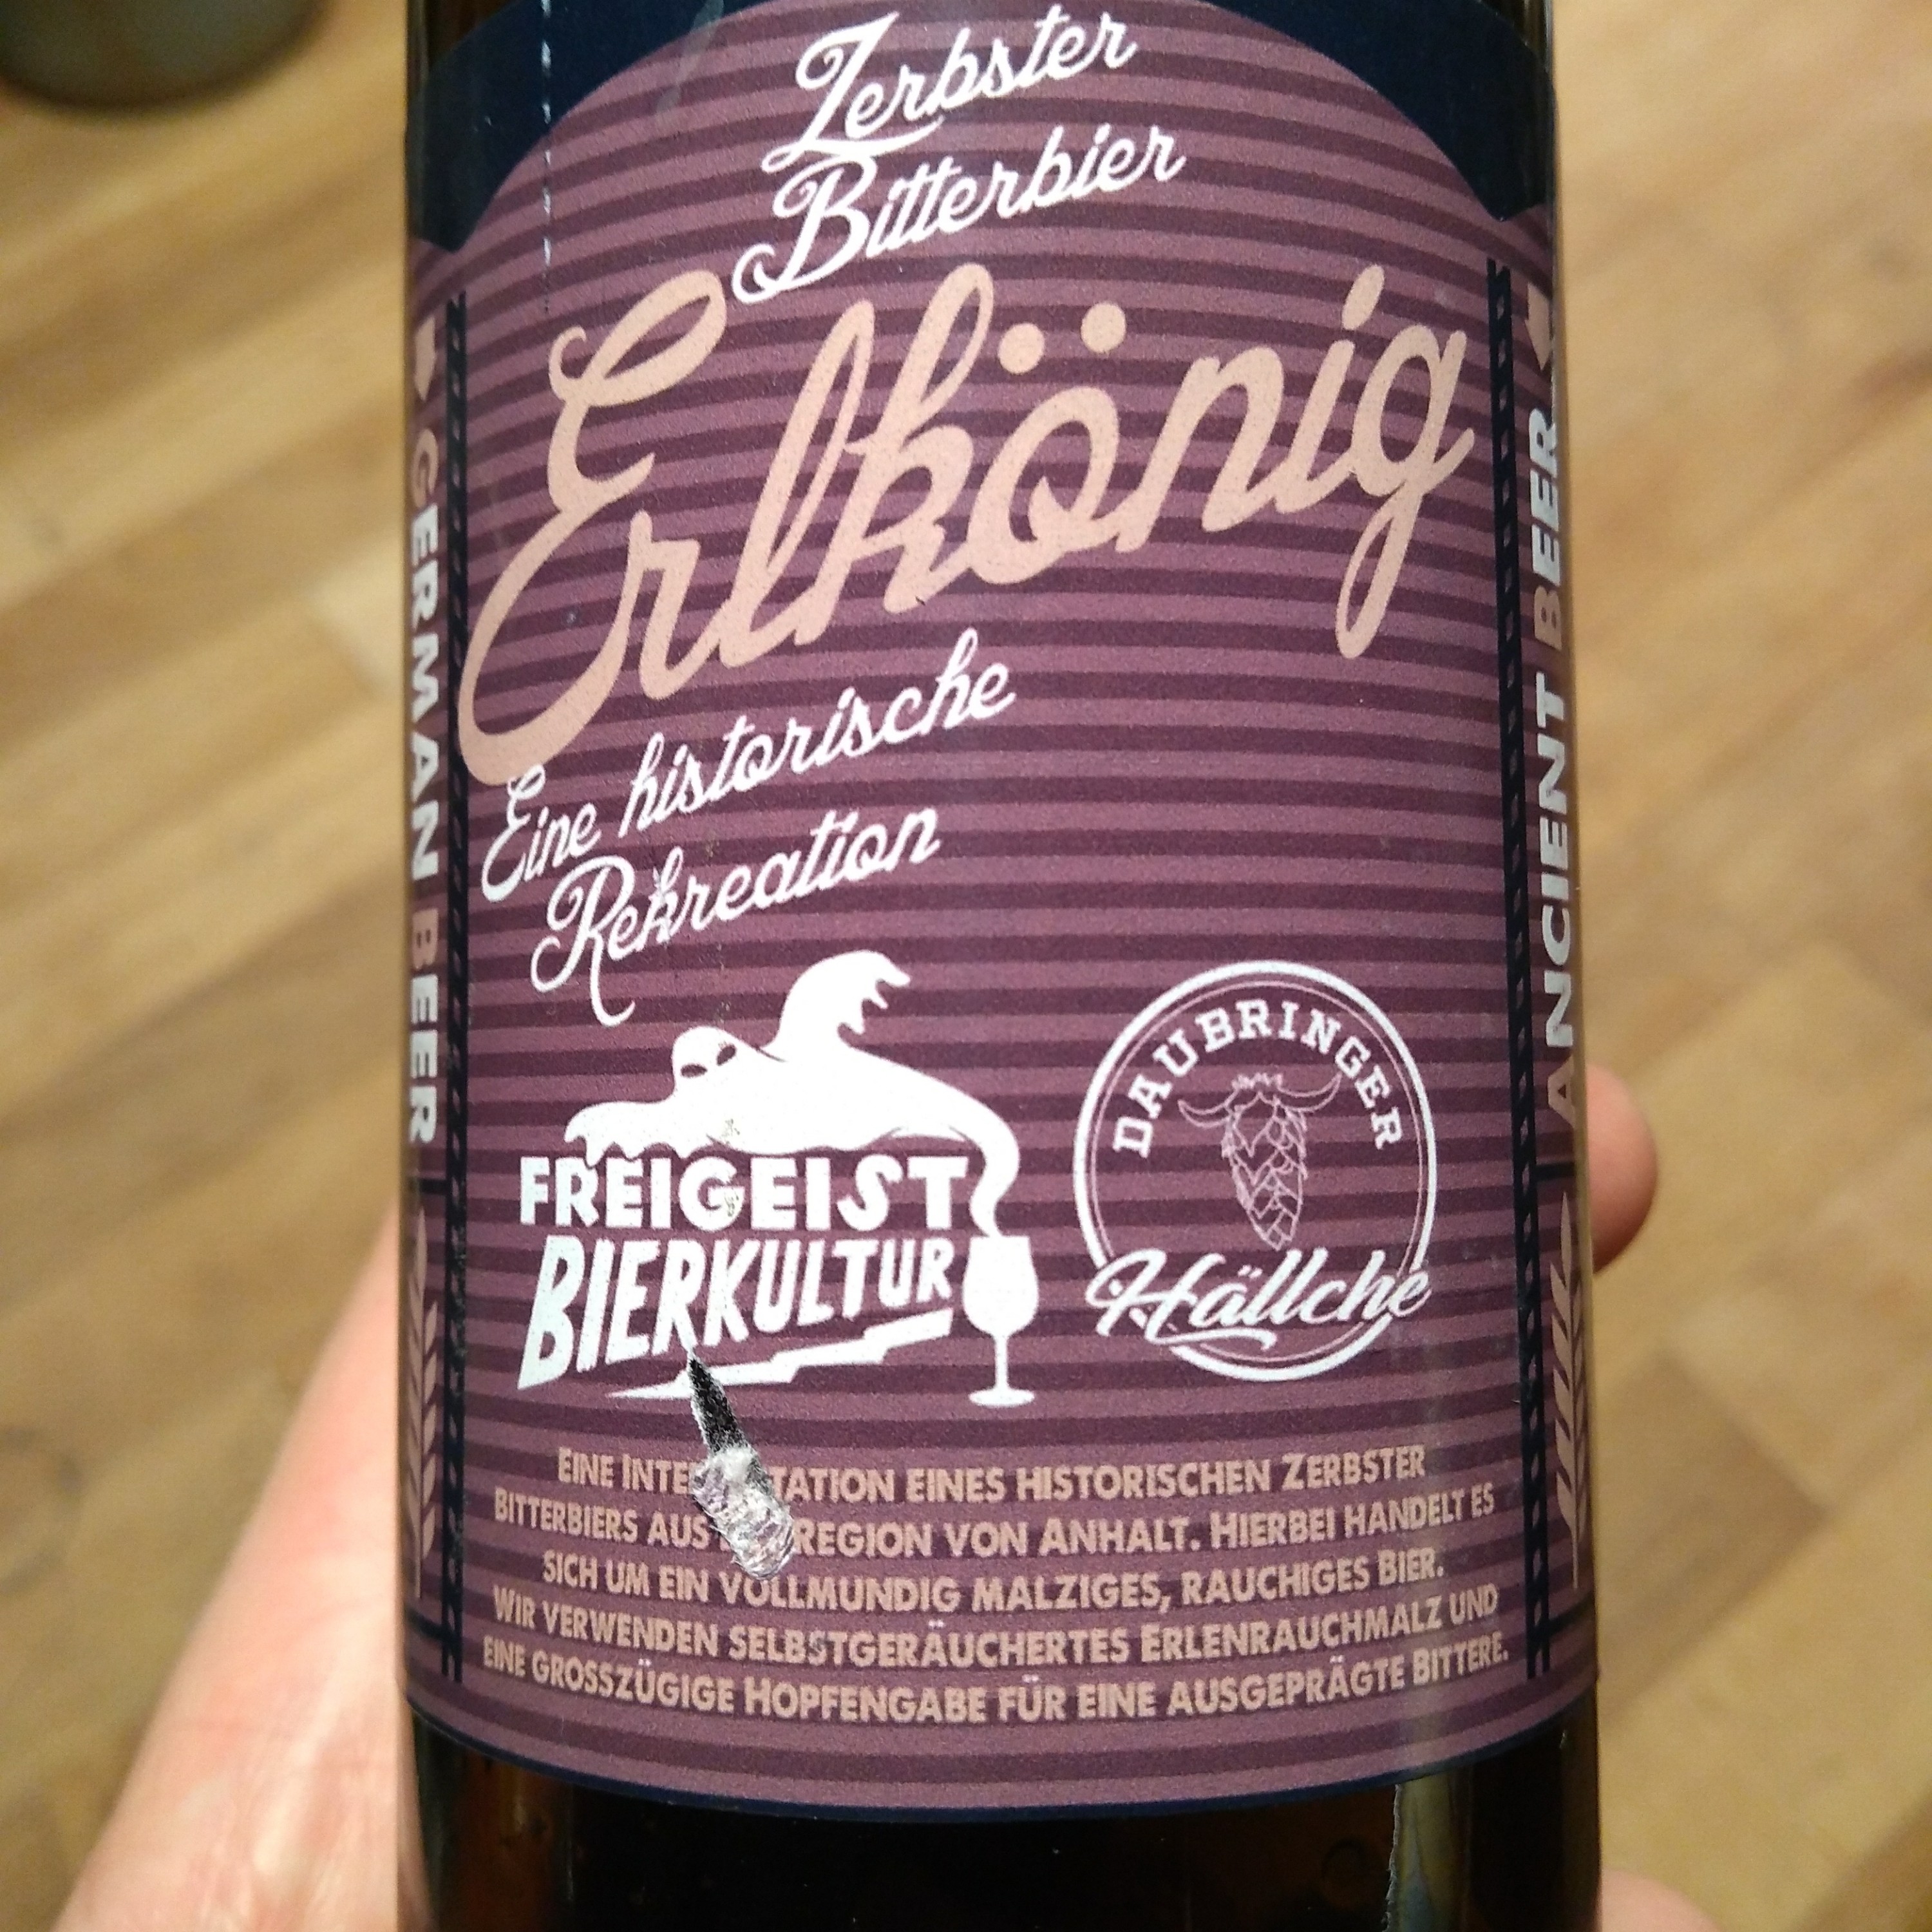 Zerbster
Bitterbier
Erlkönig
Eine historische
Rekreation
GERMAN BEER
ANCIENT BEER
FREIGEIST
BIERKULTUR
DAUBRINGER
Hällche
EINE TATION EINES HISTORISCHEN ZERBSTER
BITTERBIERS AUS REGION VON ANHALT. HIERBEI HANDELT ES
SICH UM EIN VOLLMUNDIG MALZIGES, RAUCHIGES BIER.
WIR VERWENDEN SELBSTGERÄUCHERTES ERLENRAUCHMALZ UND
EINE GROSSZÜGIGE HOPFENGABE FÜR EINE AUSGEPRÄGTE BITTERE.